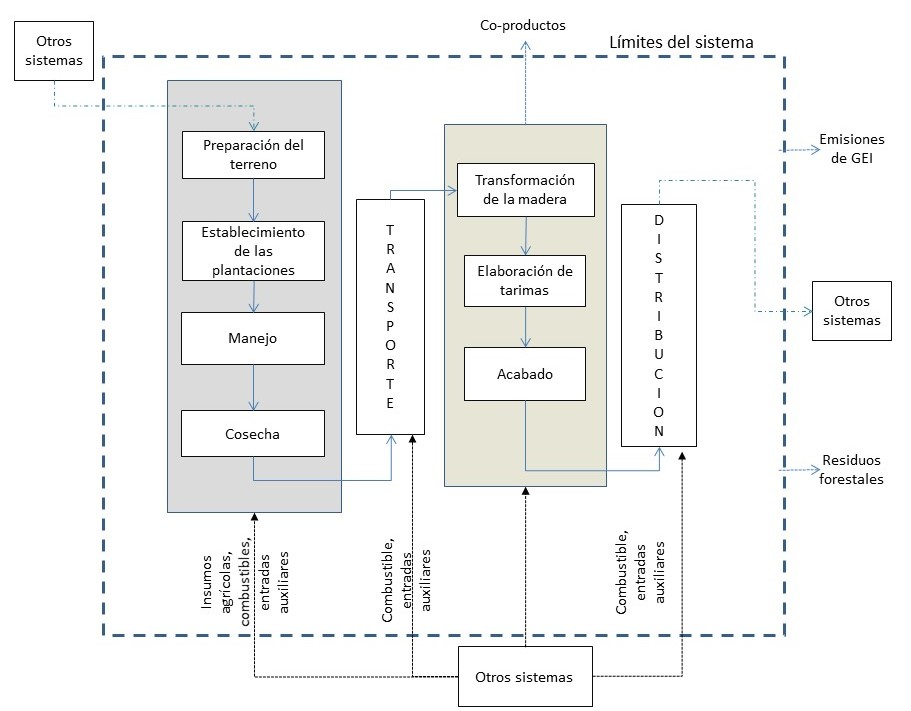 Co-productos
Límites del sistema
Otros
sistemas
Preparación del
terreno
Establecimiento
de las
plantaciones
Manejo
Cosecha
TRANSPORTE
Transformación
de la madera
Elaboración de
tarimas
Acabado
DISTRIBUCION
Emisiones
de GEI
Otros
sistemas
Residuos
forestales
Insumos
agrícolas,
combustibles,
entradas
auxiliares
Combustible,
entradas
auxiliares
Combustible,
entradas
auxiliares
Otros sistemas